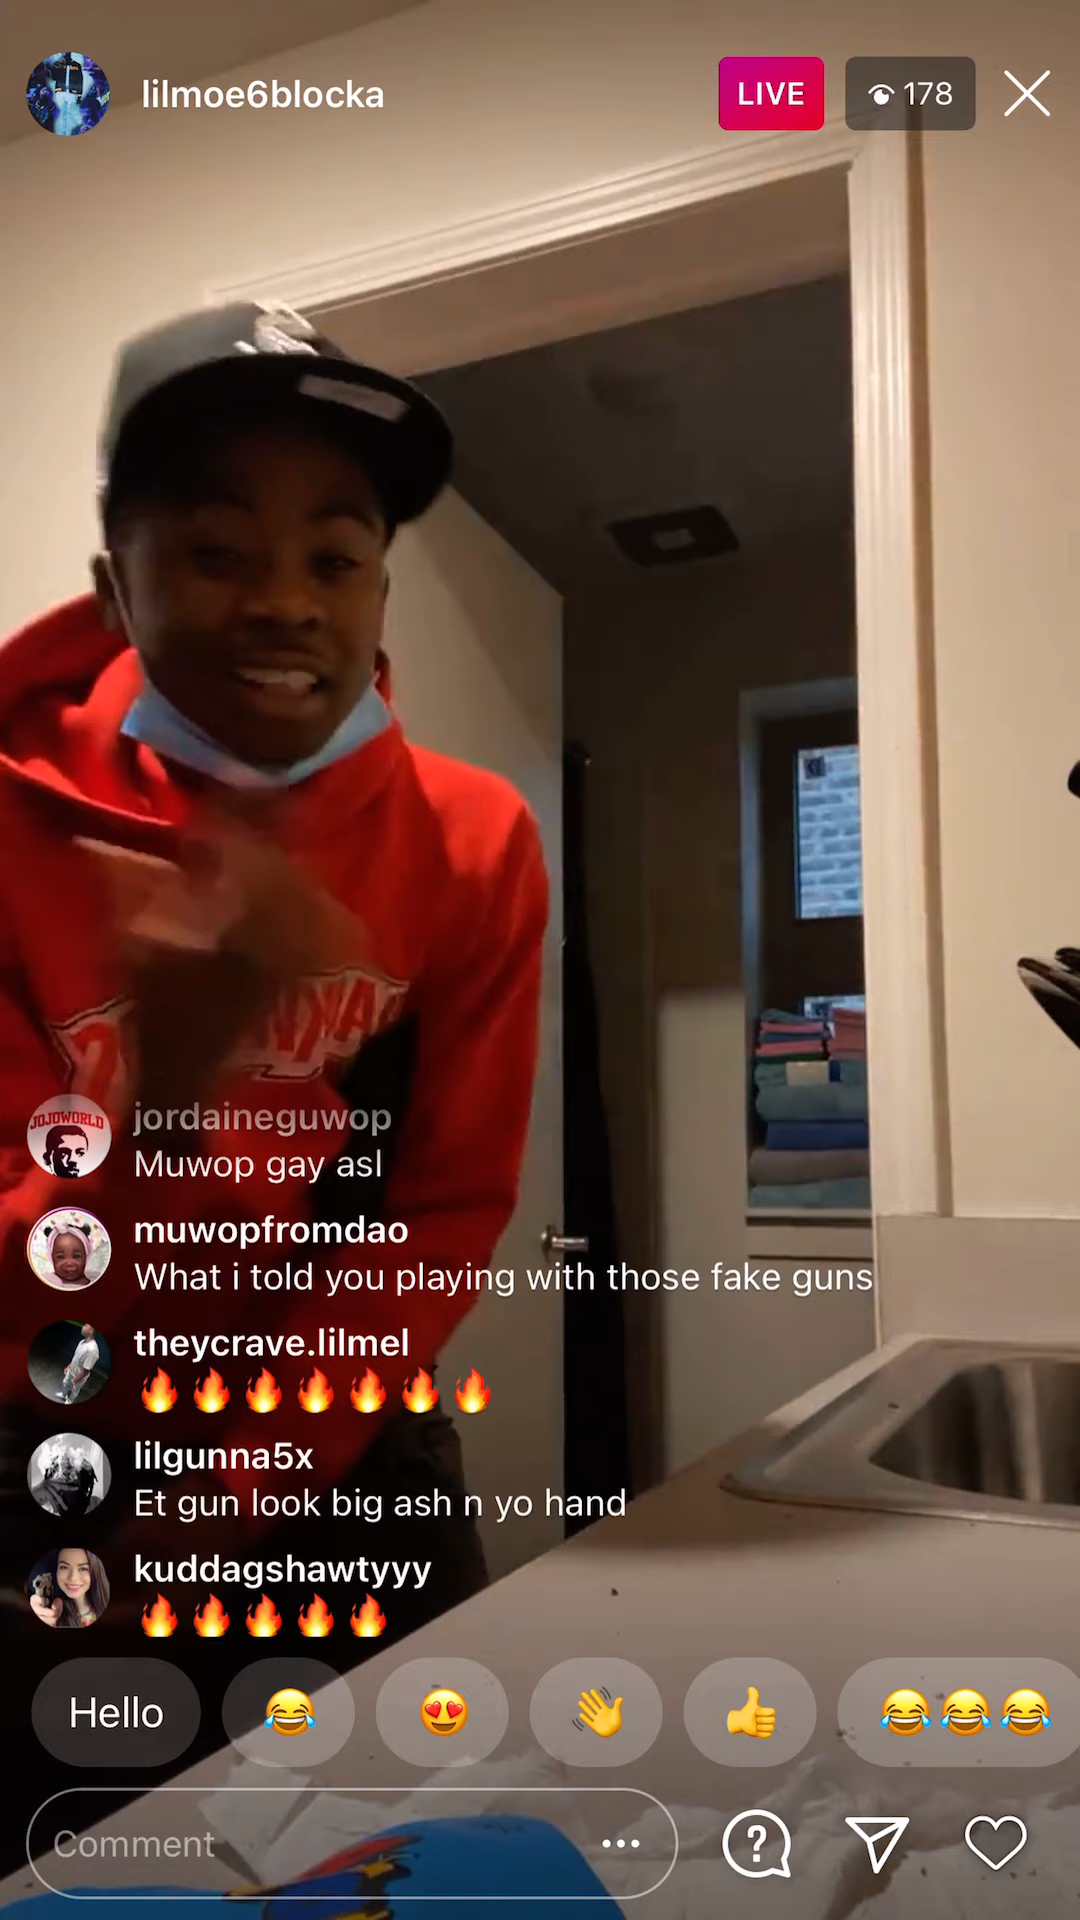 lilmoe6blocka
LIVE
178
JOJOWORLD
jordaineguwop
Muwop gay asl
muwopfromdao
What i told you playing with those fake guns
theycrave.lilmel
🔥🔥🔥🔥🔥🔥🔥
lilgunna5x
Et gun look big ash n yo hand
kuddagshawtyyy
🔥🔥🔥🔥🔥
Hello 😂 😍 👋 👍 😂😂😂
Comment